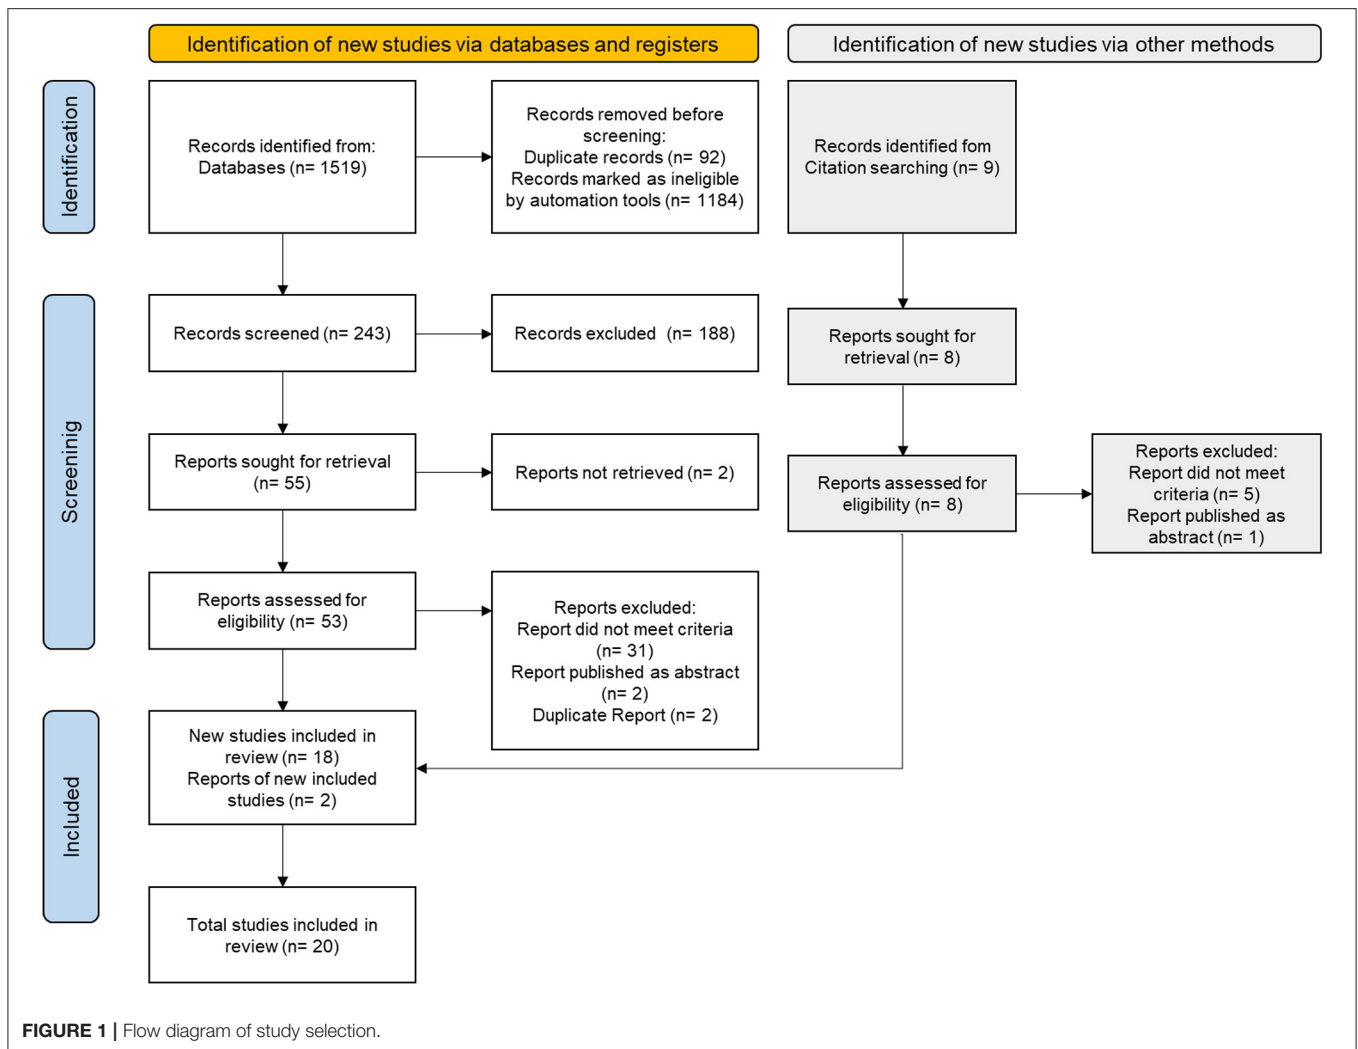 Identification of new studies via databases and registers
Identification of new studies via other methods
Identification
Records identified from:
Databases (n= 1519)
Records removed before
screening:
Duplicate records (n= 92)
Records marked as ineligible
by automation tools (n= 1184)
Records identified fom
Citation searching (n= 9)
Screeninig
Records screened (n= 243)
Records excluded (n= 188)
Reports sought for
retrieval (n= 8)
Reports sought for retrieval
(n= 55)
Reports not retrieved (n= 2)
Reports assessed for
eligibility (n= 8)
Reports excluded:
Report did not meet
criteria (n= 5)
Report published as
abstract (n= 1)
Reports assessed for
eligibility (n= 53)
Reports excluded:
Report did not meet criteria
(n= 31)
Report published as abstract
(n= 2)
Duplicate Report (n= 2)
Included
New studies included in
review (n= 18)
Reports of new included
studies (n= 2)
Total studies included in
review (n= 20)
FIGURE 1 | Flow diagram of study selection.